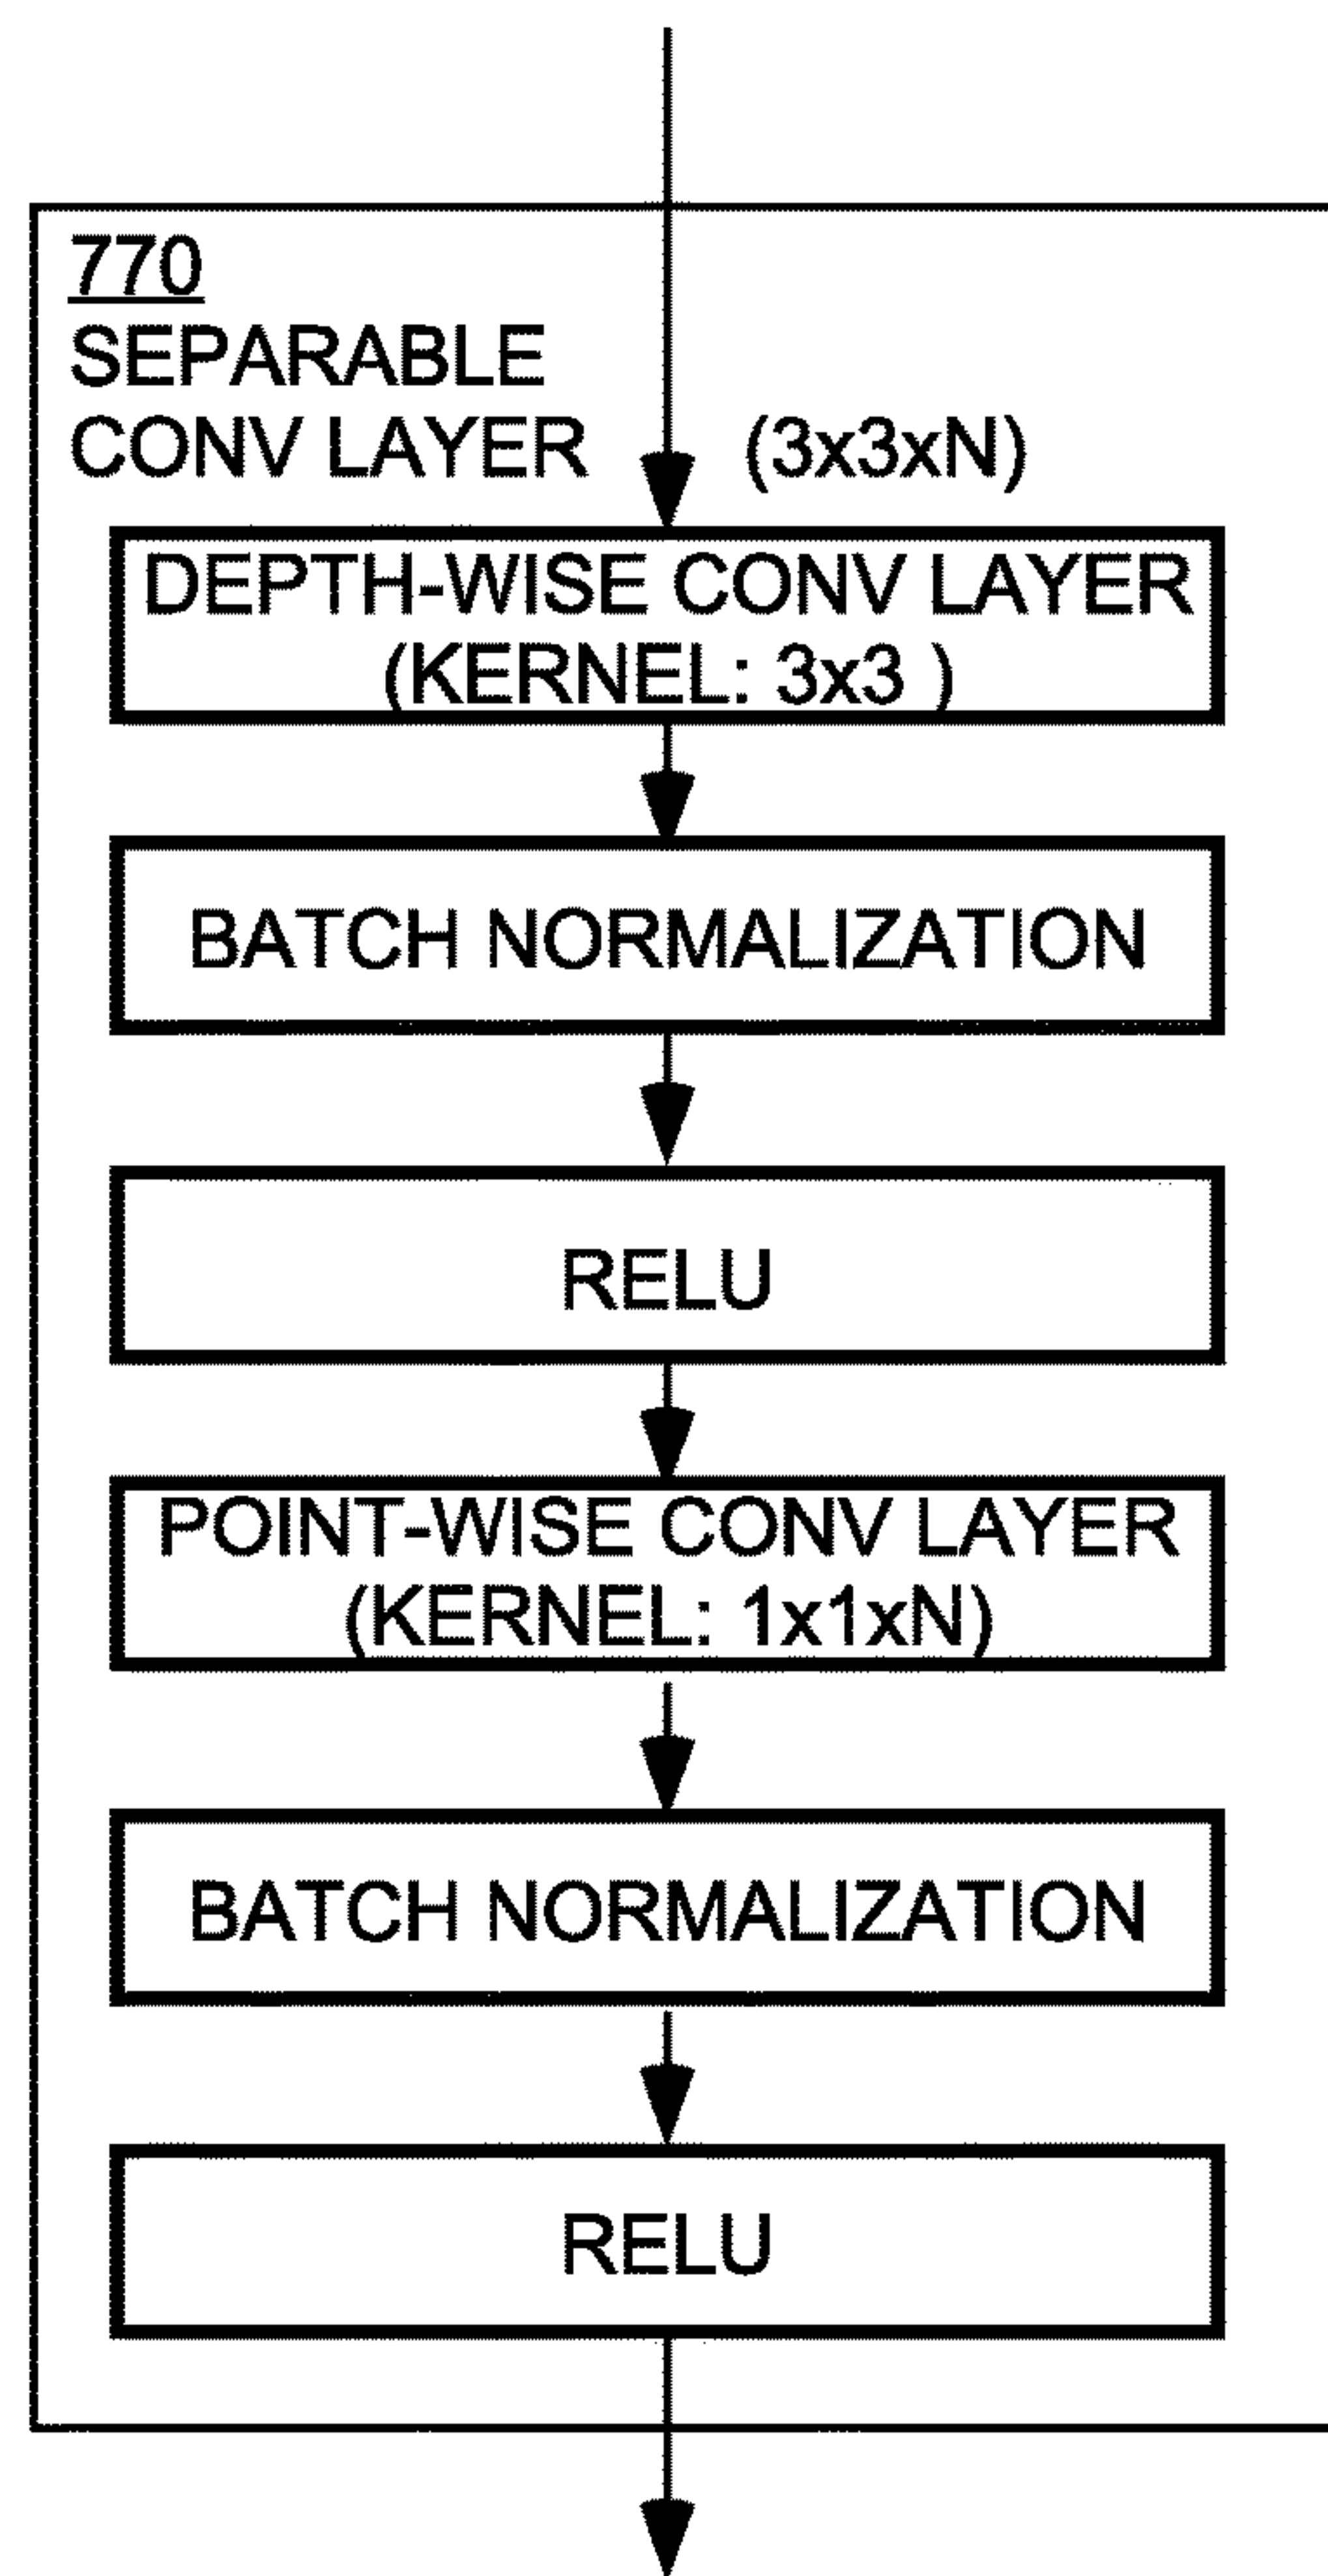 770
SEPARABLE
CONV LAYER (3x3xN)
DEPTH-WISE CONV LAYER
(KERNEL: 3x3 )
BATCH NORMALIZATION
RELU
POINT-WISE CONV LAYER
(KERNEL: 1x1xN)
BATCH NORMALIZATION
RELU